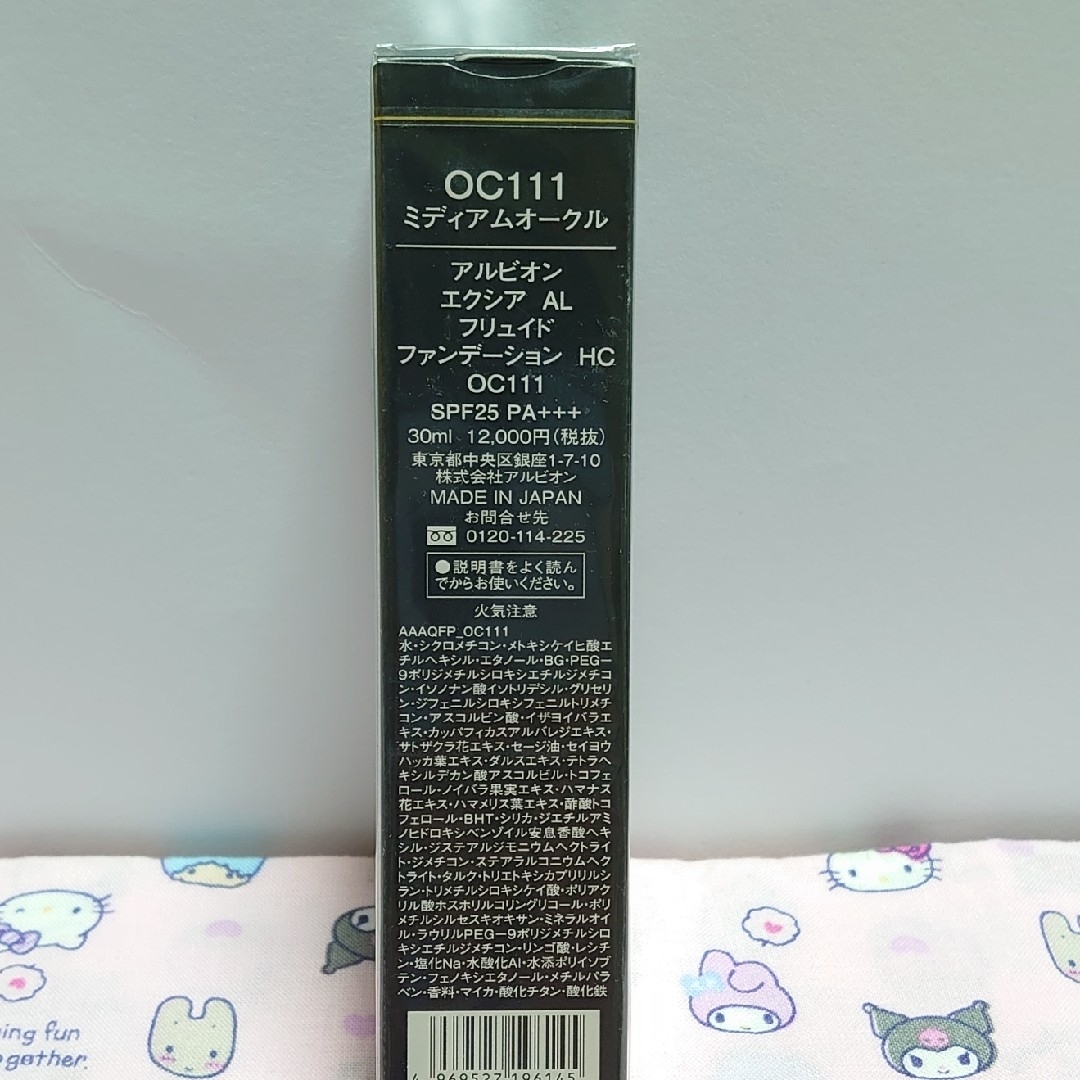 OC111
ミディアムオークル
アルビオン
エクシア AL
フリュイド
ファンデーション HC
OC111
SPF25 PA+++
30ml 12,000円(税抜)
東京都中央区銀座1-7-10
株式会社アルビオン
MADE IN JAPAN
お問合せ先
0120-114-225
●説明書をよく読ん
でからお使いください。
火気注意
AAAQFP_OC111
水・シクロメチコン・メトキシケイヒ酸エ
チルヘキシル・エタノール・BG・PEG-
9ポリジメチルシロキシエチルジメチコ
ン・イソノナン酸イソトリデシル・グリセリ
ン・ジフェニルシロキシフェニルトリメチ
コン・アスコルビン酸・イザヨイバラエ
キス・カッパフィカスアルバレジエキス・
サトザクラ花エキス・セージ油・セイヨウ
ハッカ葉エキス・ダルスエキス・テトラヘ
キシルデカン酸アスコルビル・トコフェ
ロール・ノイバラ果実エキス・ハマナス
花エキス・ハマメリス葉エキス・酢酸トコ
フェロール・BHT・シリカ・ジエチルアミ
ノヒドロキシベンゾイル安息香酸ヘキ
シル・ジステアルジモニウムヘクトライ
ト・ジメチコン・ステアラルコニウムヘク
トライト・タルク・トリエトキシカプリリルシ
ラン・トリメチルシロキシケイ酸・ポリアク
リル酸ホスホリルコリングリコール・ポリ
メチルシルセスキオキサン・ミネラルオイ
ル・ラウリルPEG-9ポリジメチルシロ
キシエチルジメチコン・リンゴ酸・レシチ
ン・塩化Na・水酸化Al・水添ポリイソブ
テン・フェノキシエタノール・メチルパラ
ベン・香料・マイカ・酸化チタン・酸化鉄
4 969527 196145
ing fun
gether.